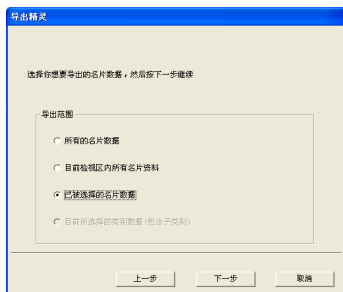 导出精灵
选择你想要导出的名片数据，然后按下一步继续
导出范围
所有的名片数据
目前检视区内所有名片资料
已被选择的名片数据
目前所选择的类别数据(包含子类别)
上一步 下一步 取消